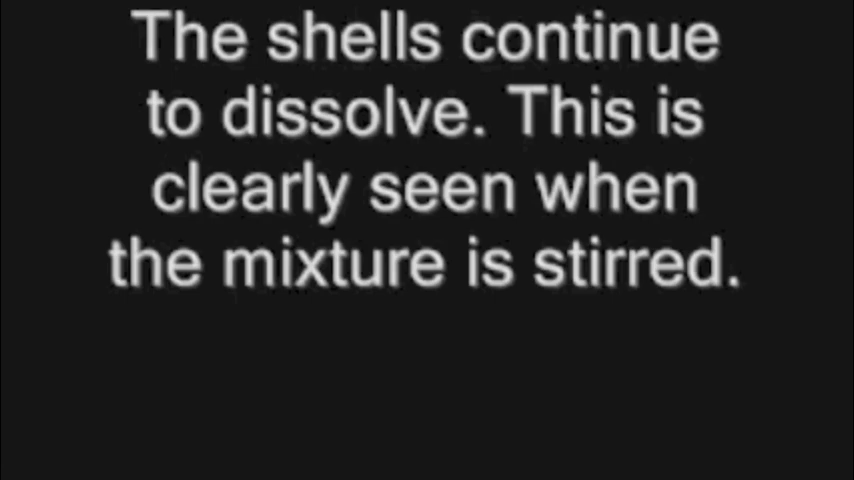 The shells continue
to dissolve. This is
clearly seen when
the mixture is stirred.